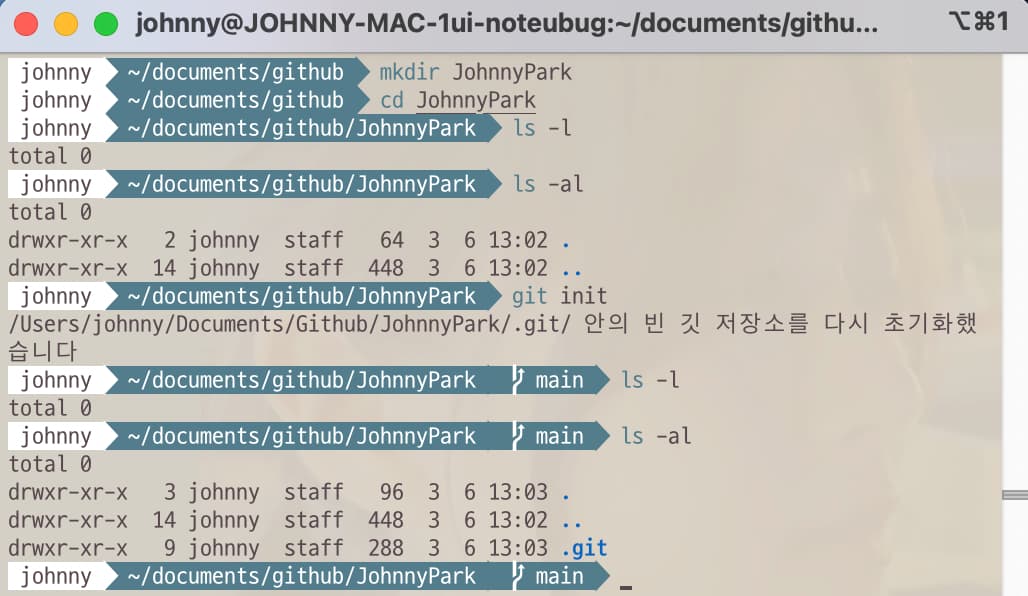 johnny@JOHNNY-MAC-1ui-noteubug:~/documents/githu... ⌥⌘1
johnny ~/documents/github mkdir JohnnyPark
johnny ~/documents/github cd JohnnyPark
johnny ~/documents/github/JohnnyPark ls -l
total 0
johnny ~/documents/github/JohnnyPark ls -al
total 0
drwxr-xr-x 2 johnny staff 64 3 6 13:02 .
drwxr-xr-x 14 johnny staff 448 3 6 13:02 ..
johnny ~/documents/github/JohnnyPark git init
/Users/johnny/Documents/Github/JohnnyPark/.git/ 안의 빈 깃 저장소를 다시 초기화했
습니다
johnny ~/documents/github/JohnnyPark main ls -l
total 0
johnny ~/documents/github/JohnnyPark main ls -al
total 0
drwxr-xr-x 3 johnny staff 96 3 6 13:03 .
drwxr-xr-x 14 johnny staff 448 3 6 13:02 ..
drwxr-xr-x 9 johnny staff 288 3 6 13:03 .git
johnny ~/documents/github/JohnnyPark main